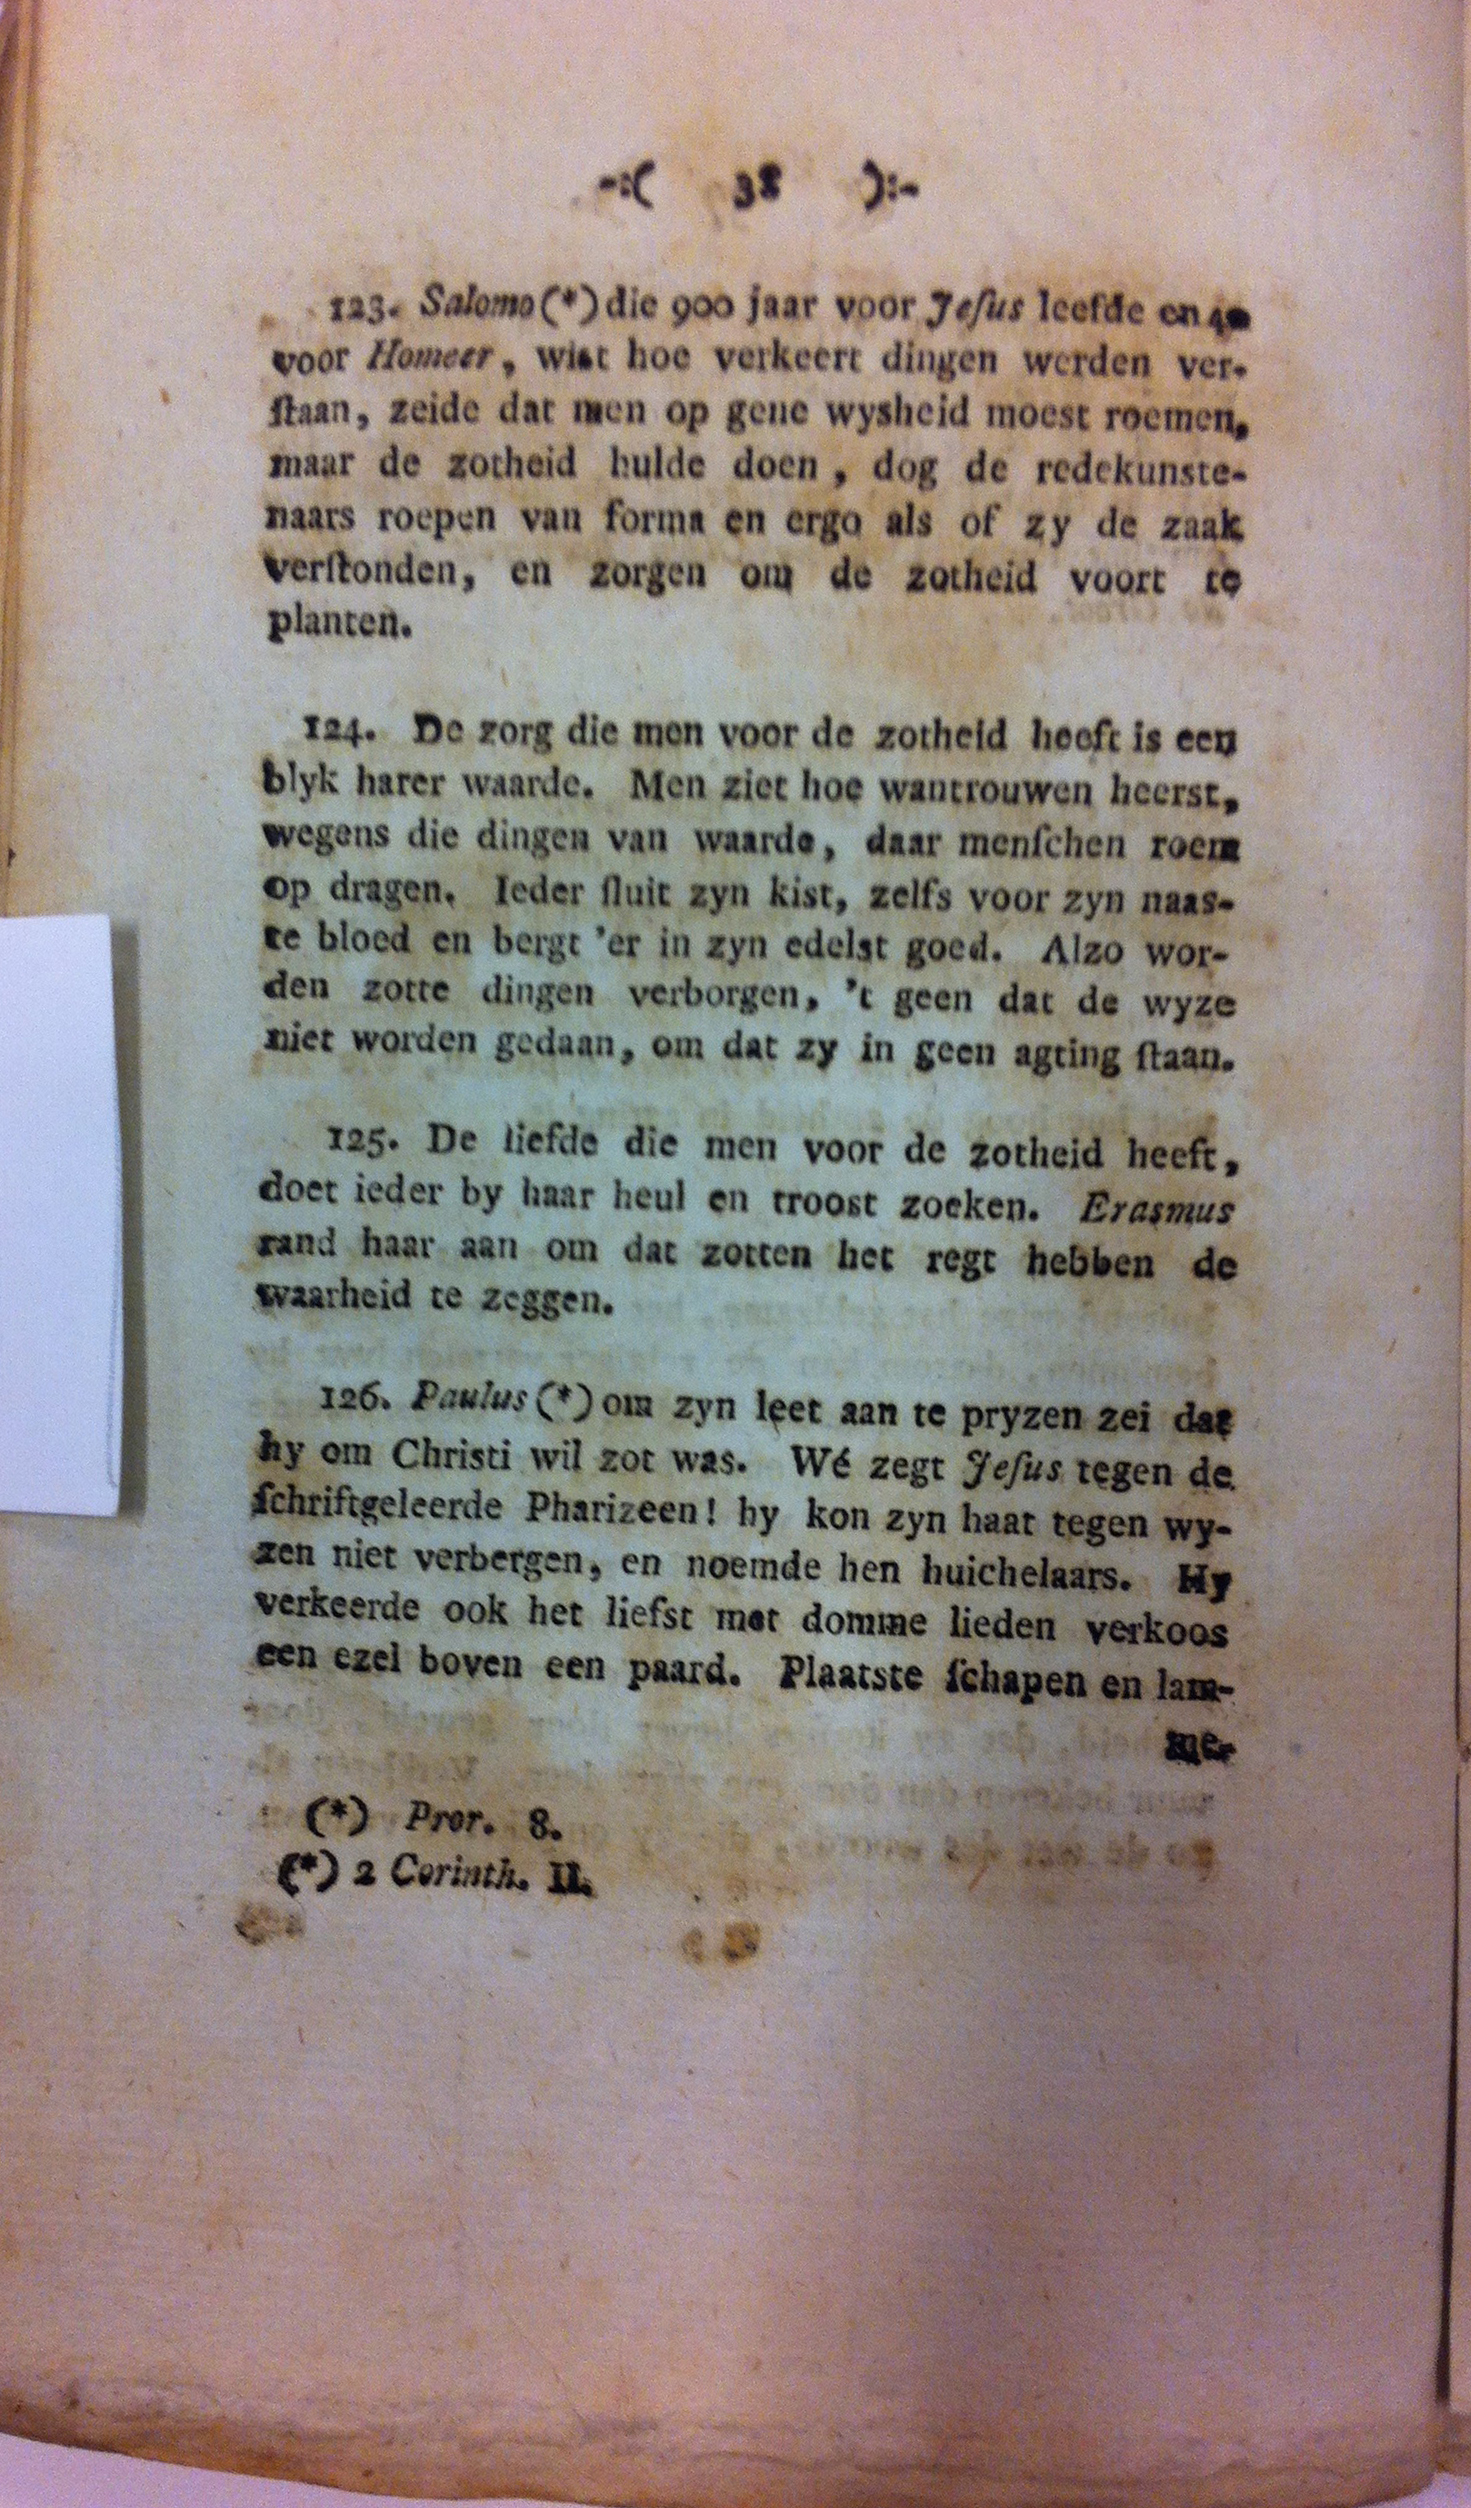 -:( 38 ):-
123. Salomo (*) die 900 jaar voor Jeſus leefde en 40
voor Homeer, wist hoe verkeert dingen werden ver-
ſtaan, zeide dat men op gene wysheid moest roemen,
maar de zotheid hulde doen, dog de redekunste-
naars roepen van forma en ergo als of zy de zaak
verſtonden, en zorgen om de zotheid voort te
planten.
124. De zorg die men voor de zotheid heeft is een
blyk harer waarde. Men ziet hoe wantrouwen heerst,
wegens die dingen van waarde, daar menſchen roem
op dragen. Ieder ſluit zyn kist, zelfs voor zyn naas-
te bloed en bergt 'er in zyn edelst goed. Alzo wor-
den zotte dingen verborgen, 't geen dat de wyze
niet worden gedaan, om dat zy in geen agting ſtaan.
125. De liefde die men voor de zotheid heeft,
doet ieder by haar heul en troost zoeken. Erasmus
rand haar aan om dat zotten het regt hebben de
waarheid te zeggen.
126. Paulus (*) om zyn leet aan te pryzen zei dat
hy om Christi wil zot was. Wé zegt Jeſus tegen de
ſchriftgeleerde Pharizeen! hy kon zyn haat tegen wy-
zen niet verbergen, en noemde hen huichelaars. Hy
verkeerde ook het liefst met domme lieden verkoos
een ezel boven een paard. Plaatste ſchapen en lam-
me-
(*) Pror. 8.
(*) 2 Corinth. II.